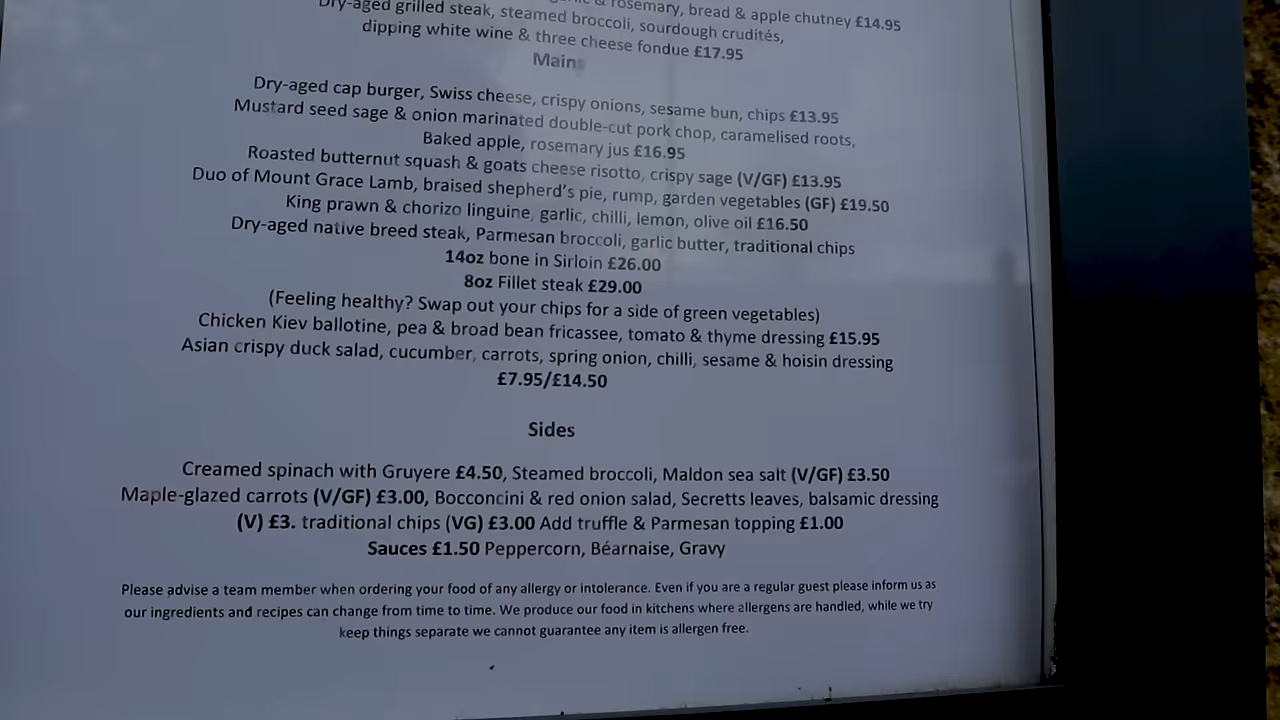 & rosemary, bread & apple chutney £14.95
Dry-aged grilled steak, steamed broccoli, sourdough crudités,
dipping white wine & three cheese fondue £17.95
Mains
Dry-aged cap burger, Swiss cheese, crispy onions, sesame bun, chips £13.95
Mustard seed sage & onion marinated double-cut pork chop, caramelised roots,
Baked apple, rosemary jus £16.95
Roasted butternut squash & goats cheese risotto, crispy sage (V/GF) £13.95
Duo of Mount Grace Lamb, braised shepherd's pie, rump, garden vegetables (GF) £19.50
King prawn & chorizo linguine, garlic, chilli, lemon, olive oil £16.50
Dry-aged native breed steak, Parmesan broccoli, garlic butter, traditional chips
14oz bone in Sirloin £26.00
8oz Fillet steak £29.00
(Feeling healthy? Swap out your chips for a side of green vegetables)
Chicken Kiev ballotine, pea & broad bean fricassee, tomato & thyme dressing £15.95
Asian crispy duck salad, cucumber, carrots, spring onion, chilli, sesame & hoisin dressing
£7.95/£14.50
Sides
Creamed spinach with Gruyere £4.50, Steamed broccoli, Maldon sea salt (V/GF) £3.50
Maple-glazed carrots (V/GF) £3.00, Bocconcini & red onion salad, Secretts leaves, balsamic dressing
(V) £3. traditional chips (VG) £3.00 Add truffle & Parmesan topping £1.00
Sauces £1.50 Peppercorn, Béarnaise, Gravy
Please advise a team member when ordering your food of any allergy or intolerance. Even if you are a regular guest please inform us as
our ingredients and recipes can change from time to time. We produce our food in kitchens where allergens are handled, while we try
keep things separate we cannot guarantee any item is allergen free.